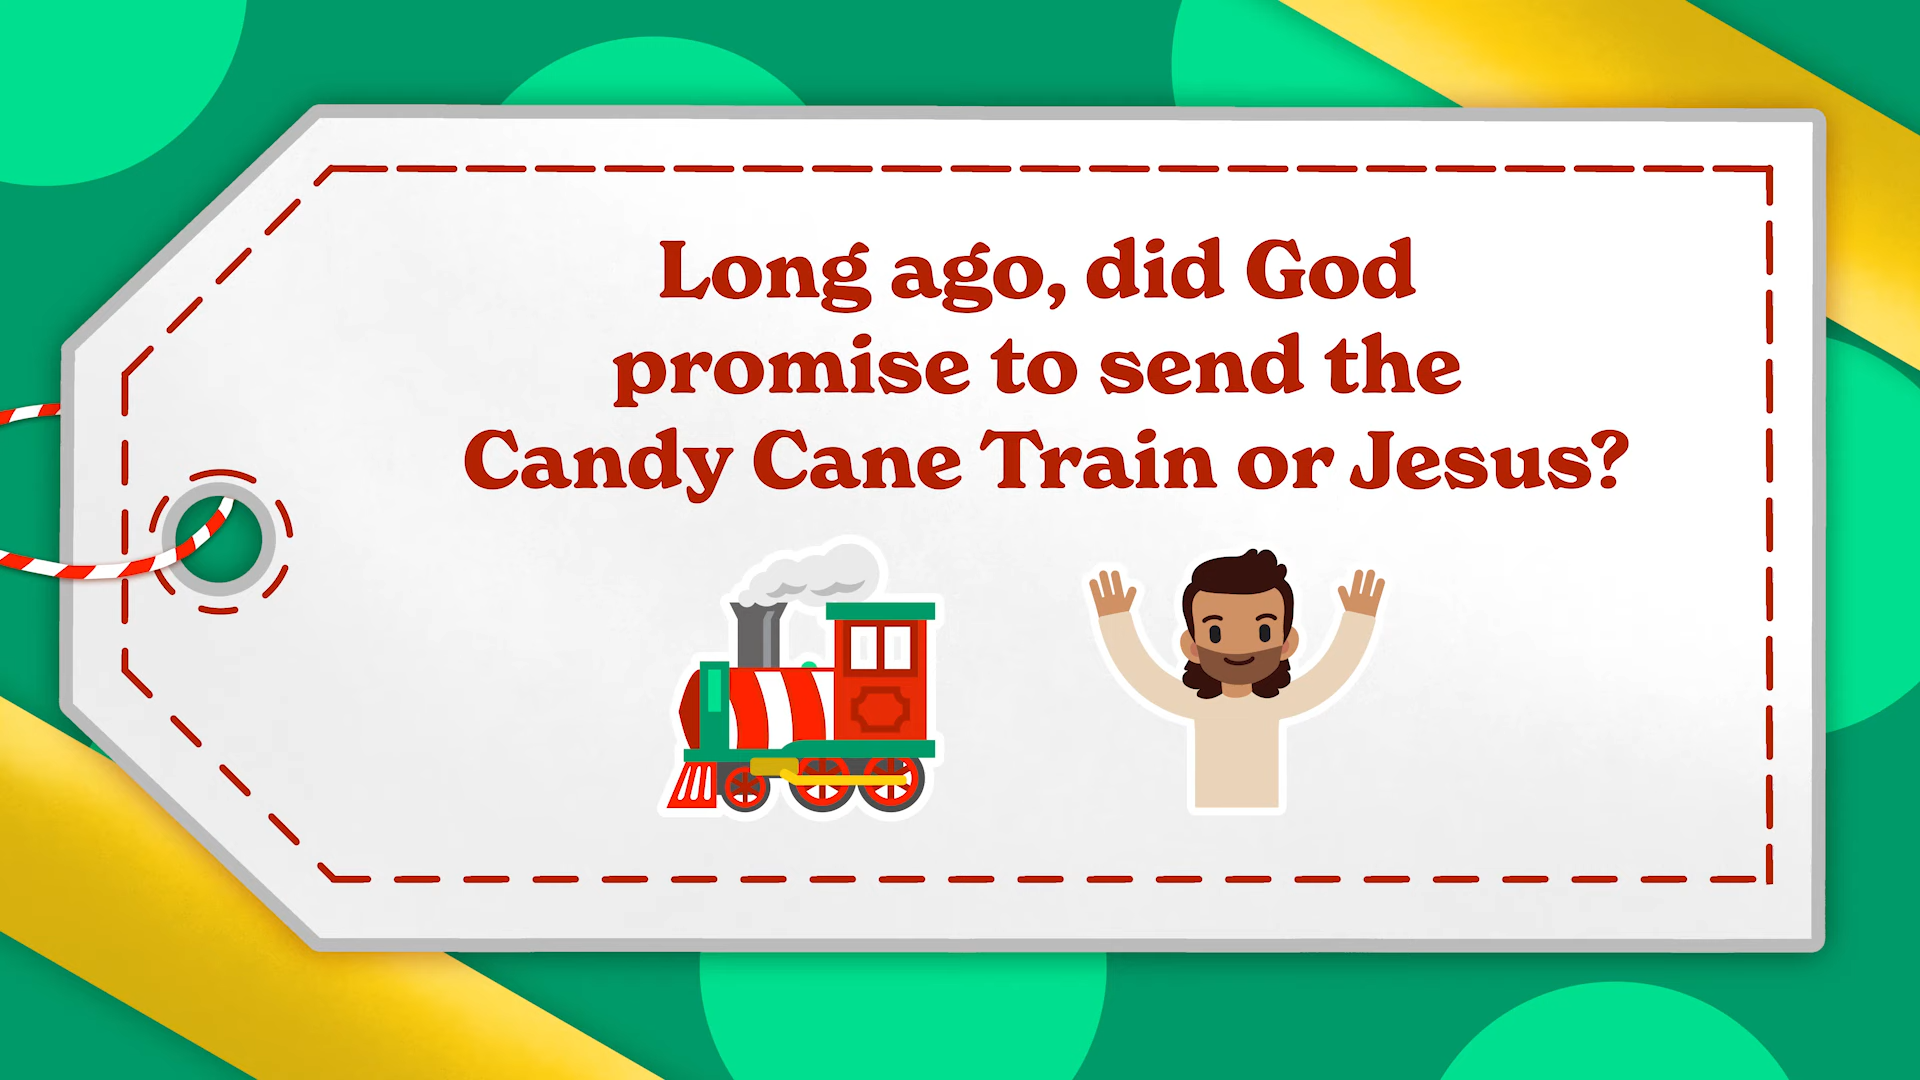 Long ago, did God
promise to send the
Candy Cane Train or Jesus?